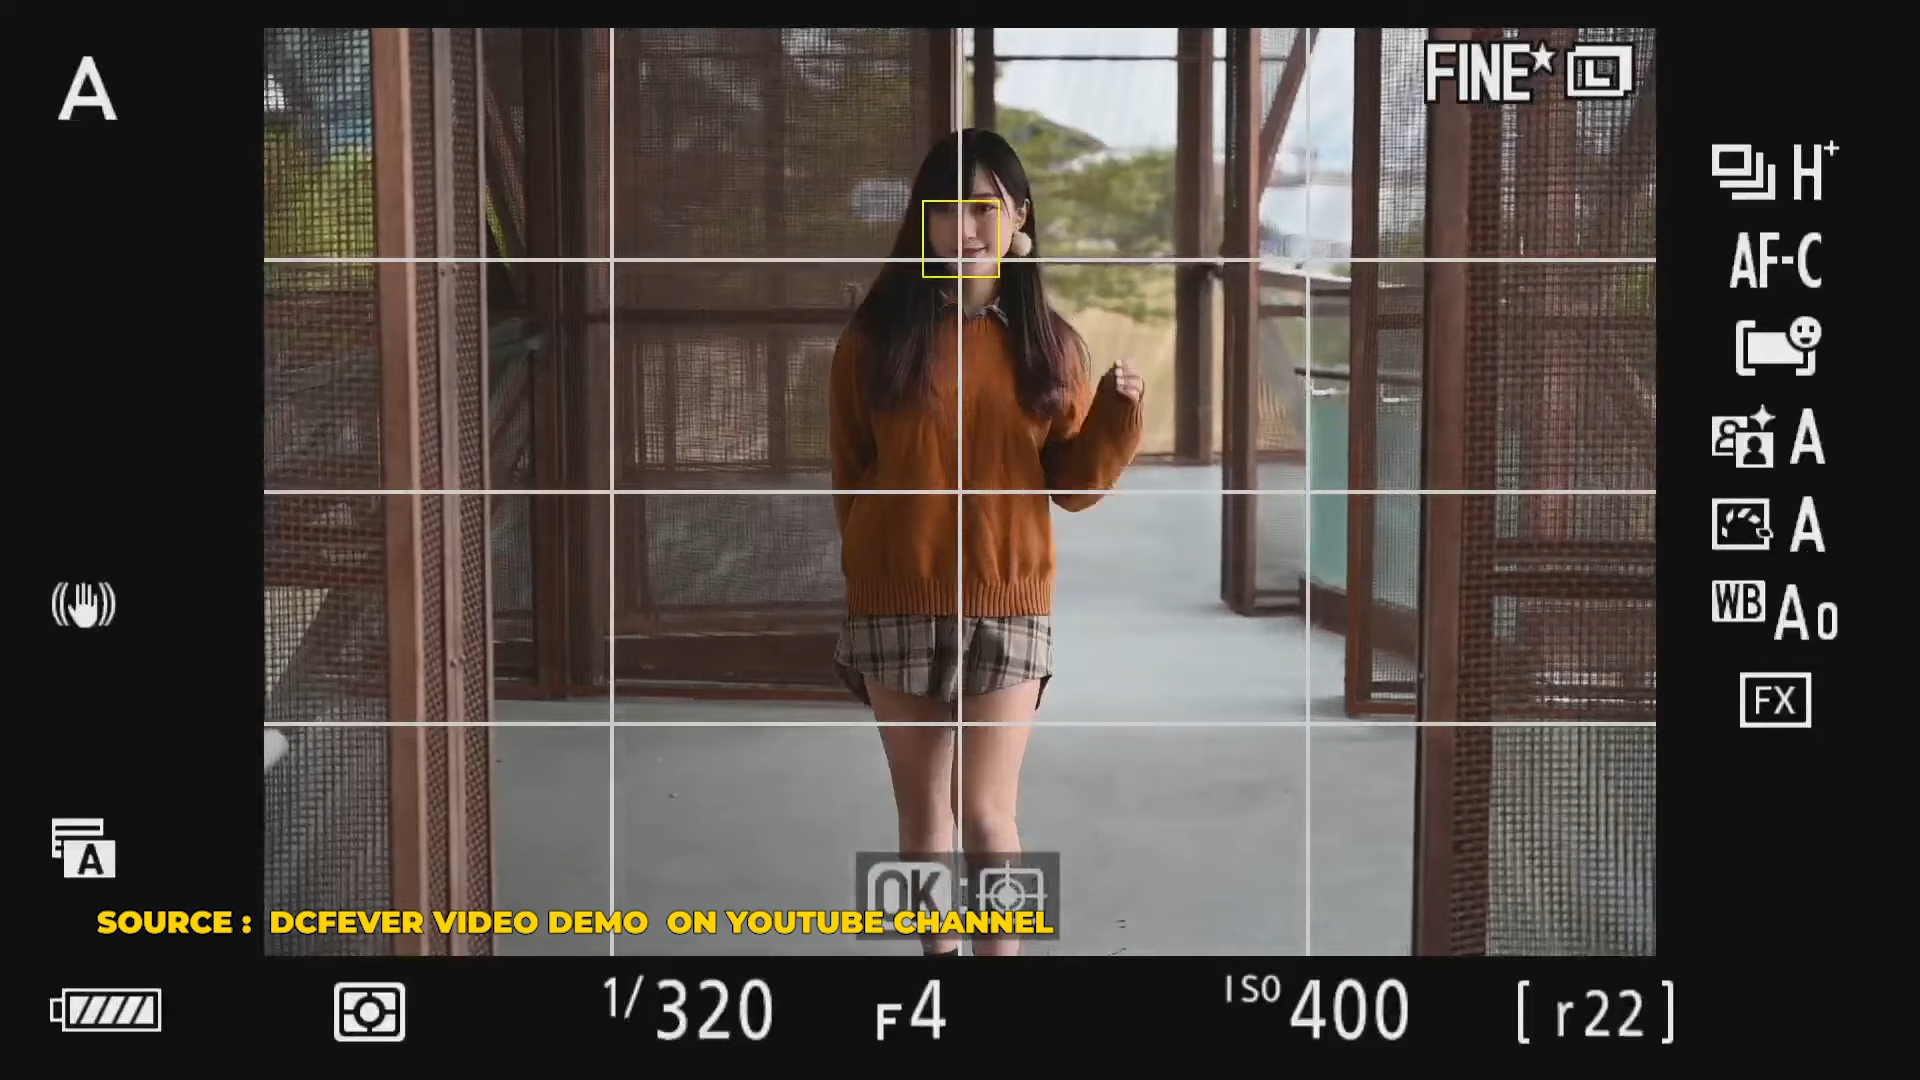 A
FINE★ L
H+
AF-C
A
A
WB A0
FX
A
OK :
SOURCE : DCFEVER VIDEO DEMO ON YOUTUBE CHANNEL
1/320 F4 ISO 400 [ r22 ]